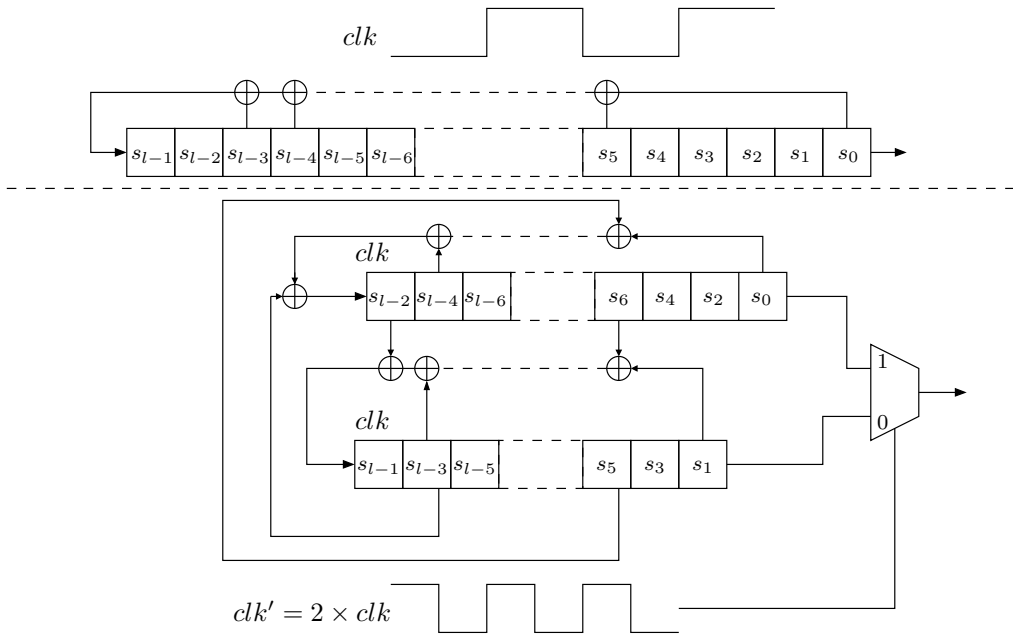 clk
s_{l-1} s_{l-2} s_{l-3} s_{l-4} s_{l-5} s_{l-6} s_5 s_4 s_3 s_2 s_1 s_0
clk
s_{l-2} s_{l-4} s_{l-6} s_6 s_4 s_2 s_0
1
0
clk
s_{l-1} s_{l-3} s_{l-5} s_5 s_3 s_1
clk' = 2 × clk